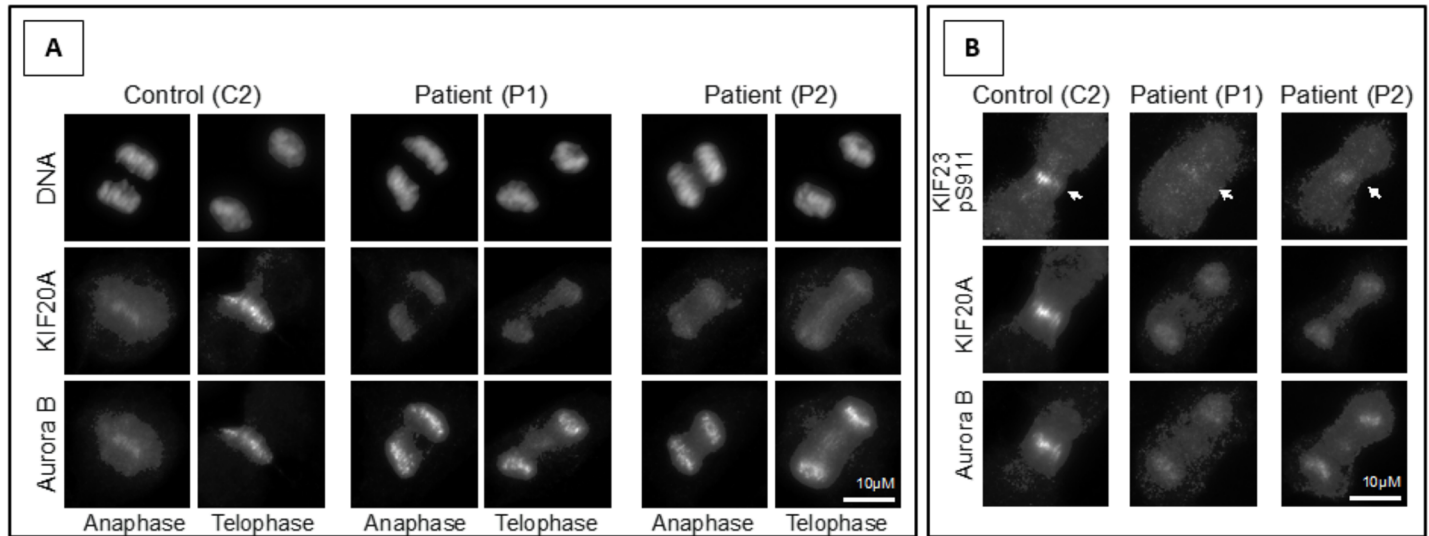 A
Control (C2) Patient (P1) Patient (P2)
DNA
KIF20A
Aurora B
10µM
Anaphase Telophase Anaphase Telophase Anaphase Telophase
B
Control (C2) Patient (P1) Patient (P2)
KIF23
pS911
KIF20A
Aurora B
10µM